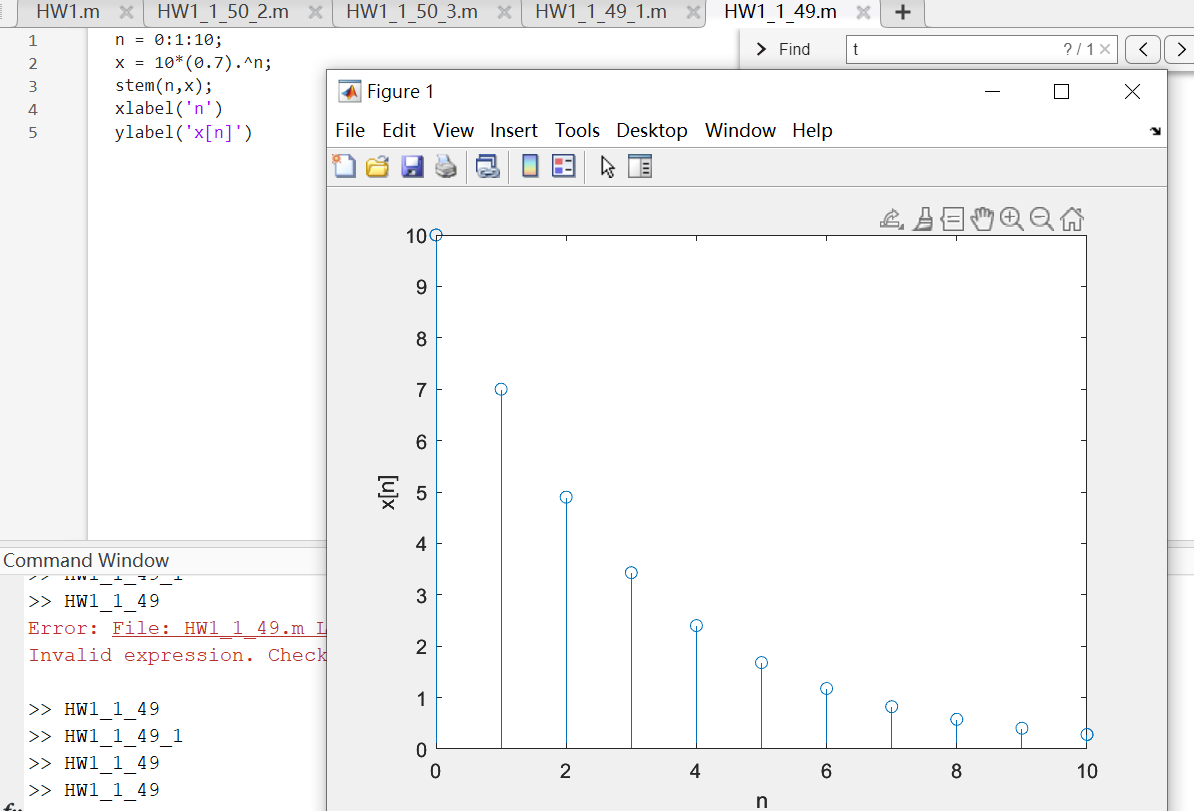 HW1.m HW1_1_50_2.m HW1_1_50_3.m HW1_1_49_1.m HW1_1_49.m
Find t ?/1
1 n = 0:1:10;
2 x = 10*(0.7).^n;
3 stem(n,x);
4 xlabel('n')
5 ylabel('x[n]')
Figure 1
File Edit View Insert Tools Desktop Window Help
10
9
8
7
6
5
4
3
2
1
0
x[n]
0 2 4 6 8 10
n
Command Window
>> HW1_1_49_1
>> HW1_1_49
Error: File: HW1_1_49.m L
Invalid expression. Check
>> HW1_1_49
>> HW1_1_49_1
>> HW1_1_49
>> HW1_1_49